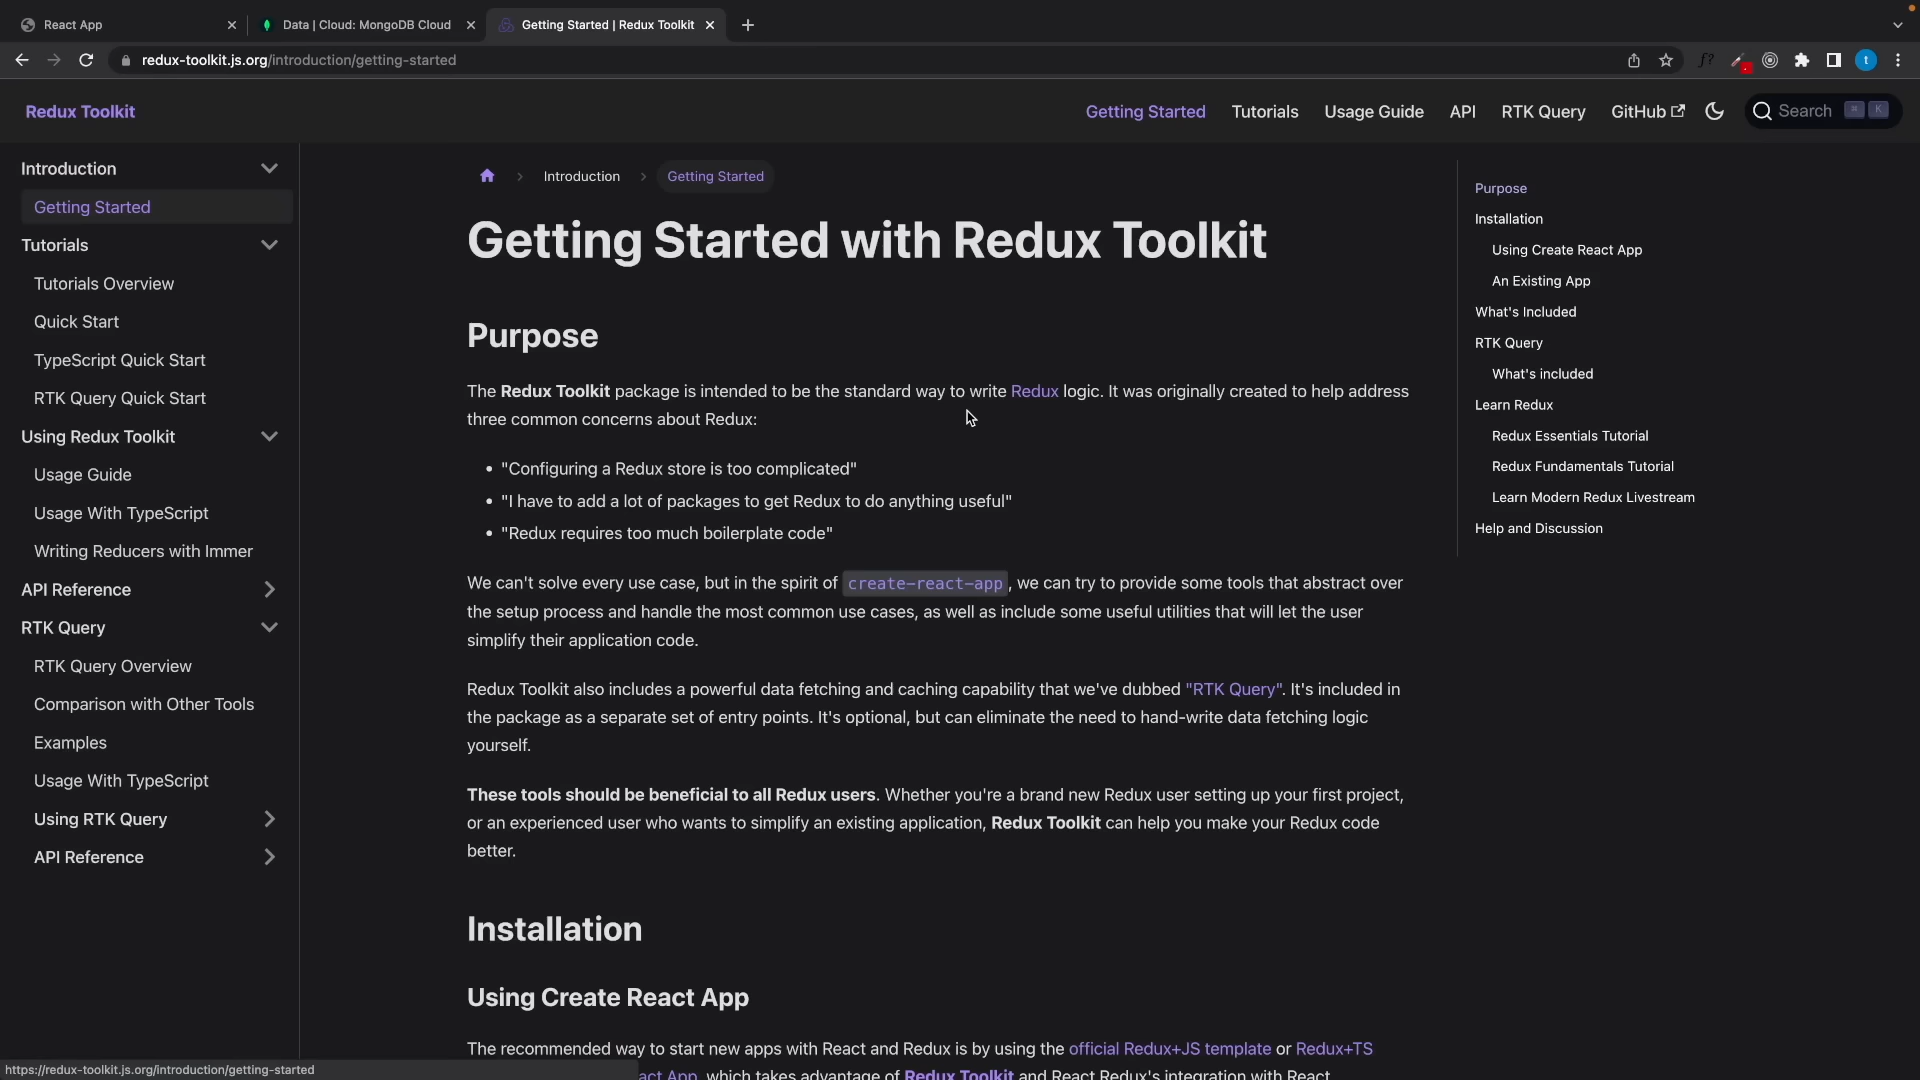 React App
Data | Cloud: MongoDB Cloud
Getting Started | Redux Toolkit
redux-toolkit.js.org/introduction/getting-started
f?
t
Redux Toolkit
Getting Started
Tutorials
Usage Guide
API
RTK Query
GitHub
Search
⌘ K
Introduction
Getting Started
Tutorials
Tutorials Overview
Quick Start
TypeScript Quick Start
RTK Query Quick Start
Using Redux Toolkit
Usage Guide
Usage With TypeScript
Writing Reducers with Immer
API Reference
RTK Query
RTK Query Overview
Comparison with Other Tools
Examples
Usage With TypeScript
Using RTK Query
API Reference
Introduction
Getting Started
Getting Started with Redux Toolkit
Purpose
The Redux Toolkit package is intended to be the standard way to write Redux logic. It was originally created to help address
three common concerns about Redux:
• "Configuring a Redux store is too complicated"
• "I have to add a lot of packages to get Redux to do anything useful"
• "Redux requires too much boilerplate code"
We can't solve every use case, but in the spirit of create-react-app, we can try to provide some tools that abstract over
the setup process and handle the most common use cases, as well as include some useful utilities that will let the user
simplify their application code.
Redux Toolkit also includes a powerful data fetching and caching capability that we've dubbed "RTK Query". It's included in
the package as a separate set of entry points. It's optional, but can eliminate the need to hand-write data fetching logic
yourself.
These tools should be beneficial to all Redux users. Whether you're a brand new Redux user setting up your first project,
or an experienced user who wants to simplify an existing application, Redux Toolkit can help you make your Redux code
better.
Installation
Using Create React App
The recommended way to start new apps with React and Redux is by using the official Redux+JS template or Redux+TS
act App, which takes advantage of Redux Toolkit and React Redux's integration with React
Purpose
Installation
Using Create React App
An Existing App
What's Included
RTK Query
What's included
Learn Redux
Redux Essentials Tutorial
Redux Fundamentals Tutorial
Learn Modern Redux Livestream
Help and Discussion
https://redux-toolkit.js.org/introduction/getting-started